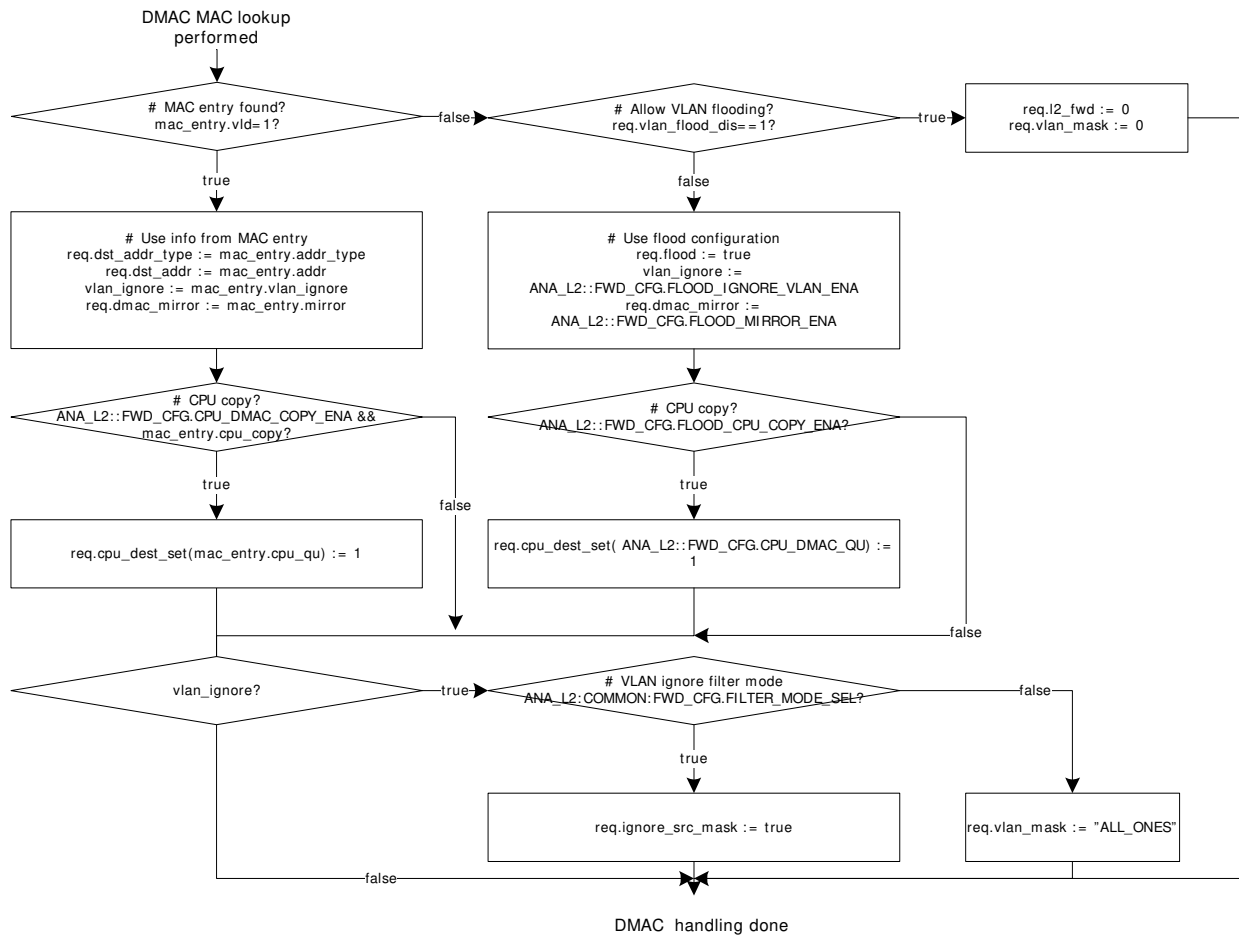 DMAC MAC lookup
performed
# MAC entry found?
mac_entry.vld=1?
false
# Allow VLAN flooding?
req.vlan_flood_dis==1?
true
req.l2_fwd := 0
req.vlan_mask := 0
true
false
# Use info from MAC entry
req.dst_addr_type := mac_entry.addr_type
req.dst_addr := mac_entry.addr
vlan_ignore := mac_entry.vlan_ignore
req.dmac_mirror := mac_entry.mirror
# Use flood configuration
req.flood := true
vlan_ignore :=
ANA_L2::FWD_CFG.FLOOD_IGNORE_VLAN_ENA
req.dmac_mirror :=
ANA_L2::FWD_CFG.FLOOD_MIRROR_ENA
# CPU copy?
ANA_L2::FWD_CFG.CPU_DMAC_COPY_ENA &&
mac_entry.cpu_copy?
# CPU copy?
ANA_L2::FWD_CFG.FLOOD_CPU_COPY_ENA?
true
false
true
req.cpu_dest_set(mac_entry.cpu_qu) := 1
req.cpu_dest_set( ANA_L2::FWD_CFG.CPU_DMAC_QU) :=
1
false
vlan_ignore?
true
# VLAN ignore filter mode
ANA_L2:COMMON:FWD_CFG.FILTER_MODE_SEL?
false
true
req.ignore_src_mask := true
req.vlan_mask := "ALL_ONES"
false
DMAC handling done